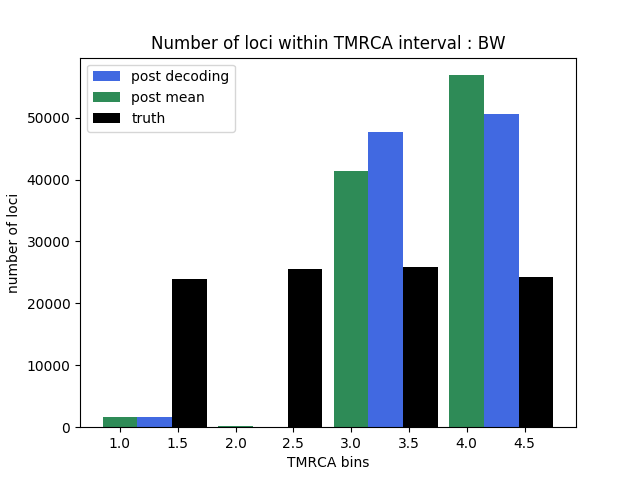 Number of loci within TMRCA interval : BW
post decoding
post mean
truth
number of loci
50000
40000
30000
20000
10000
0
1.0 1.5 2.0 2.5 3.0 3.5 4.0 4.5
TMRCA bins